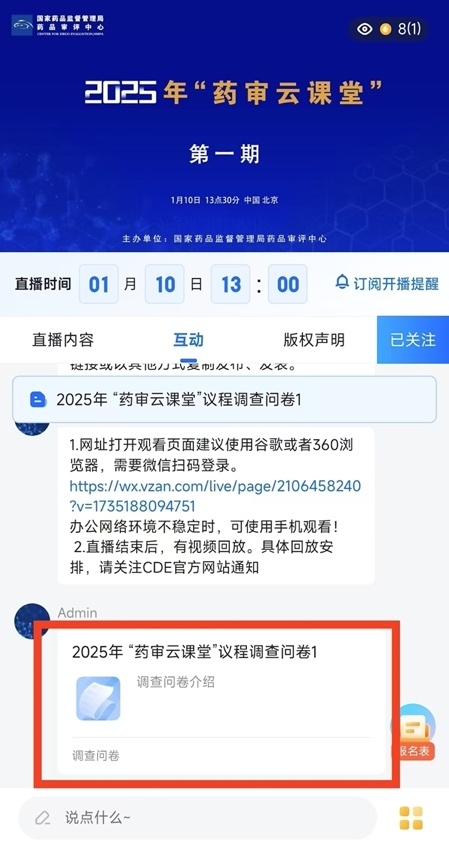 国家药品监督管理局
药品审评中心
CENTER FOR DRUG EVALUATION, NMPA
8(1)
2025年“药审云课堂”
第一期
1月10日 13点30分 中国 北京
主办单位：国家药品监督管理局药品审评中心
直播时间 01 月 10 日 13 : 00 订阅开播提醒
直播内容 互动 版权声明 已关注
链接或以其他方式复制发布、发表。
2025年 “药审云课堂”议程调查问卷1
1.网址打开观看页面建议使用谷歌或者360浏
览器，需要微信扫码登录。
https://wx.vzan.com/live/page/2106458240
?v=1735188094751
办公网络环境不稳定时，可使用手机观看！
2.直播结束后，有视频回放。具体回放安
排，请关注CDE官方网站通知
Admin
2025年 “药审云课堂”议程调查问卷1
调查问卷介绍
报名表
调查问卷
说点什么~